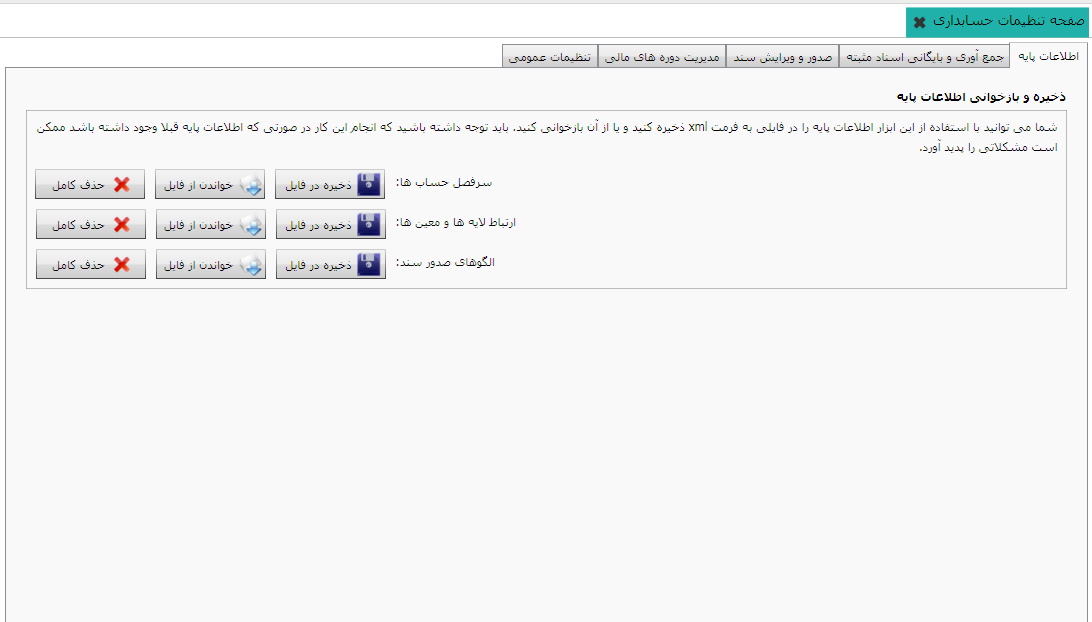 صفحه تنظیمات حسابداری
اطلاعات پایه
جمع آوری و بایگانی اسناد مثبته
صدور و ویرایش سند
مدیریت دوره های مالی
تنظیمات عمومی
ذخیره و بازخوانی اطلاعات پایه
شما می توانید با استفاده از این ابزار اطلاعات پایه را در فایلی به فرمت xml ذخیره کنید و یا از آن بازخوانی کنید. باید توجه داشته باشید که انجام این کار در صورتی که اطلاعات پایه قبلا وجود داشته باشد ممکن
است مشکلاتی را پدید آورد.
سرفصل حساب ها: ذخیره در فایل خواندن از فایل حذف کامل
ارتباط لایه ها و معین ها: ذخیره در فایل خواندن از فایل حذف کامل
الگوهای صدور سند: ذخیره در فایل خواندن از فایل حذف کامل